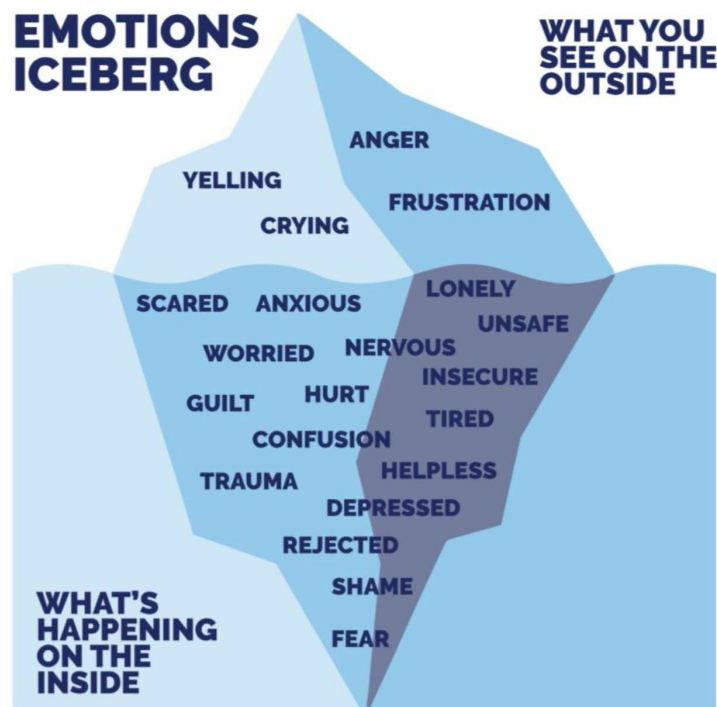 EMOTIONS
ICEBERG
WHAT YOU
SEE ON THE
OUTSIDE
ANGER
YELLING
FRUSTRATION
CRYING
SCARED ANXIOUS LONELY
UNSAFE
WORRIED NERVOUS
INSECURE
GUILT HURT
TIRED
CONFUSION
TRAUMA HELPLESS
DEPRESSED
REJECTED
SHAME
FEAR
WHAT'S
HAPPENING
ON THE
INSIDE